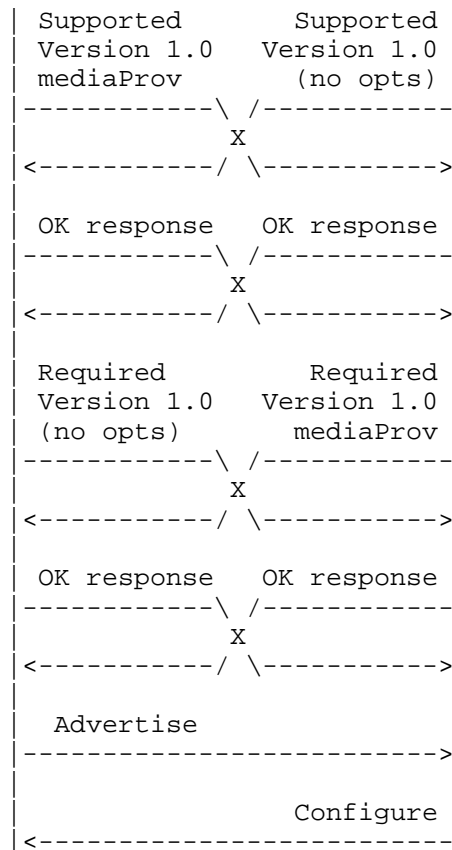 Supported Supported
Version 1.0 Version 1.0
mediaProv (no opts)
X
OK response OK response
X
Required Required
Version 1.0 Version 1.0
(no opts) mediaProv
X
OK response OK response
X
Advertise
Configure